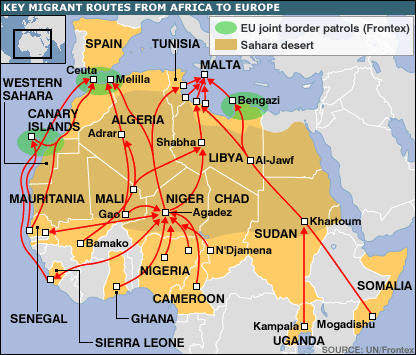 KEY MIGRANT ROUTES FROM AFRICA TO EUROPE
EU joint border patrols (Frontex)
Sahara desert
SPAIN
TUNISIA
MALTA
Ceuta
Melilla
WESTERN
SAHARA
Bengazi
CANARY
ISLANDS
ALGERIA
Adrar
Shabha
LIBYA
Al-Jawf
MAURITANIA
MALI
NIGER
CHAD
Gao
Agadez
Khartoum
SUDAN
Bamako
N'Djamena
NIGERIA
SOMALIA
CAMEROON
SENEGAL
GHANA
Kampala
Mogadishu
SIERRA LEONE
UGANDA
SOURCE: UN/Frontex